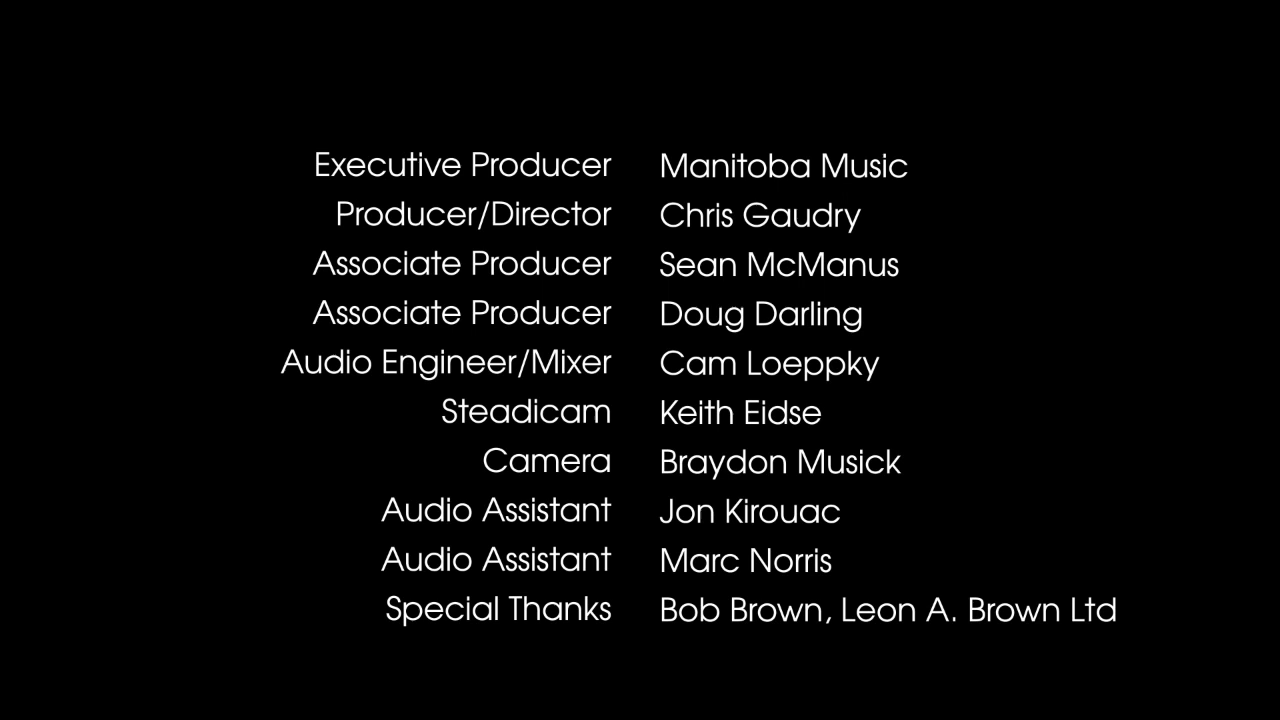 Executive Producer Manitoba Music
Producer/Director Chris Gaudry
Associate Producer Sean McManus
Associate Producer Doug Darling
Audio Engineer/Mixer Cam Loeppky
Steadicam Keith Eidse
Camera Braydon Musick
Audio Assistant Jon Kirouac
Audio Assistant Marc Norris
Special Thanks Bob Brown, Leon A. Brown Ltd